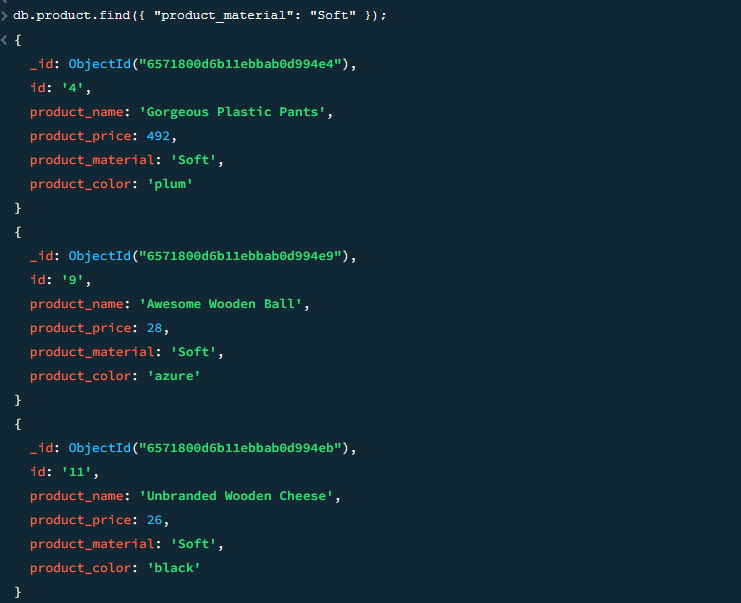 > db.product.find({ "product_material": "Soft" });
< {
_id: ObjectId("6571800d6b11ebbab0d994e4"),
id: '4',
product_name: 'Gorgeous Plastic Pants',
product_price: 492,
product_material: 'Soft',
product_color: 'plum'
}
{
_id: ObjectId("6571800d6b11ebbab0d994e9"),
id: '9',
product_name: 'Awesome Wooden Ball',
product_price: 28,
product_material: 'Soft',
product_color: 'azure'
}
{
_id: ObjectId("6571800d6b11ebbab0d994eb"),
id: '11',
product_name: 'Unbranded Wooden Cheese',
product_price: 26,
product_material: 'Soft',
product_color: 'black'
}